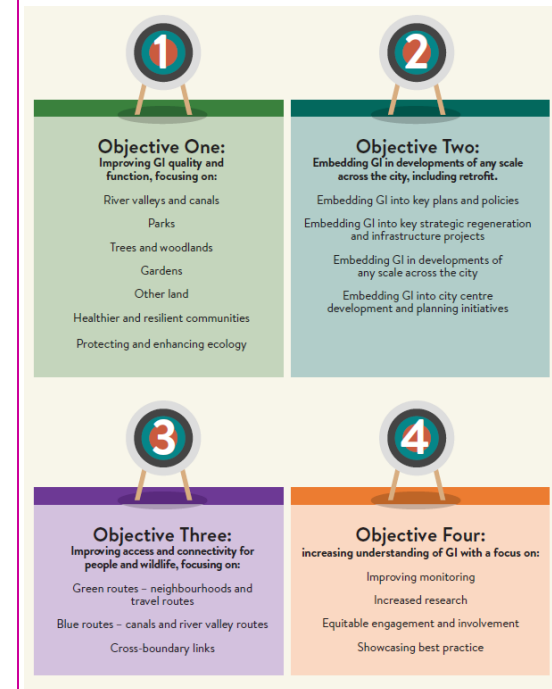 1
Objective One:
Improving GI quality and
function, focusing on:
River valleys and canals
Parks
Trees and woodlands
Gardens
Other land
Healthier and resilient communities
Protecting and enhancing ecology
2
Objective Two:
Embedding GI in developments of any scale
across the city, including retrofit.
Embedding GI into key plans and policies
Embedding GI into key strategic regeneration
and infrastructure projects
Embedding GI in developments of
any scale across the city
Embedding GI into city centre
development and planning initiatives
3
Objective Three:
Improving access and connectivity for
people and wildlife, focusing on:
Green routes – neighbourhoods and
travel routes
Blue routes – canals and river valley routes
Cross-boundary links
4
Objective Four:
increasing understanding of GI with a focus on:
Improving monitoring
Increased research
Equitable engagement and involvement
Showcasing best practice